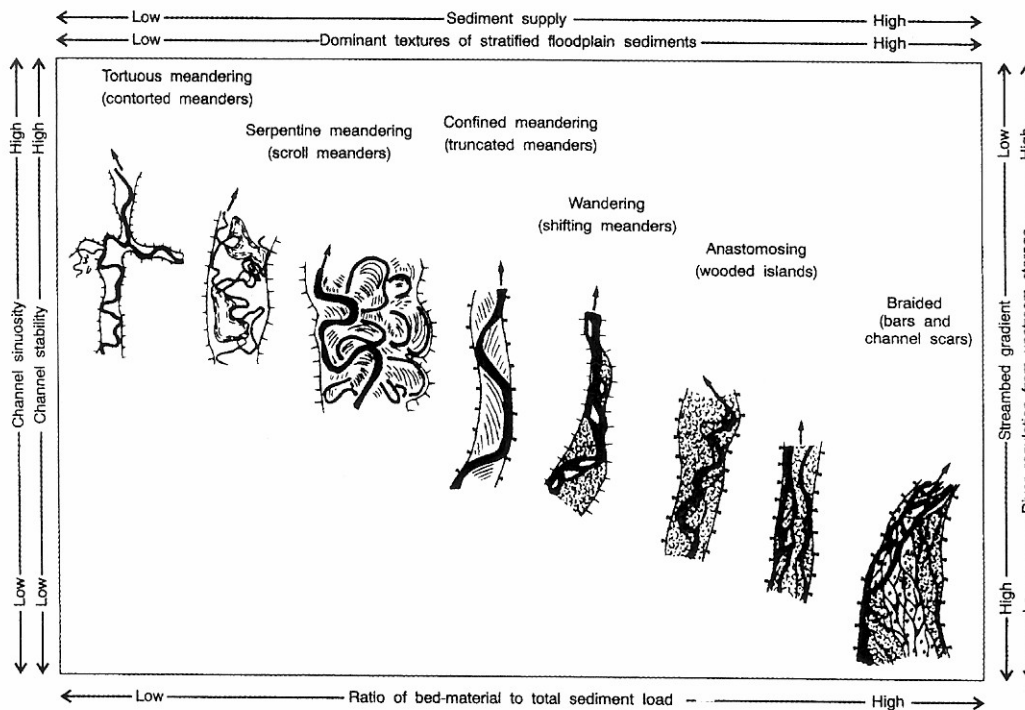 Low Sediment supply High
Low Dominant textures of stratified floodplain sediments High
Tortuous meandering
(contorted meanders)
Serpentine meandering
(scroll meanders)
Confined meandering
(truncated meanders)
Wandering
(shifting meanders)
Anastomosing
(wooded islands)
Braided
(bars and
channel scars)
Low Channel sinuosity High
Low Channel stability High
High Streambed gradient Low
Low Ratio of bed-material to total sediment load High